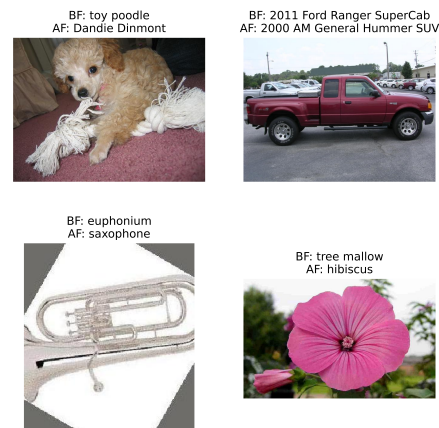 BF: toy poodle
AF: Dandie Dinmont
BF: 2011 Ford Ranger SuperCab
AF: 2000 AM General Hummer SUV
BF: euphonium
AF: saxophone
BF: tree mallow
AF: hibiscus